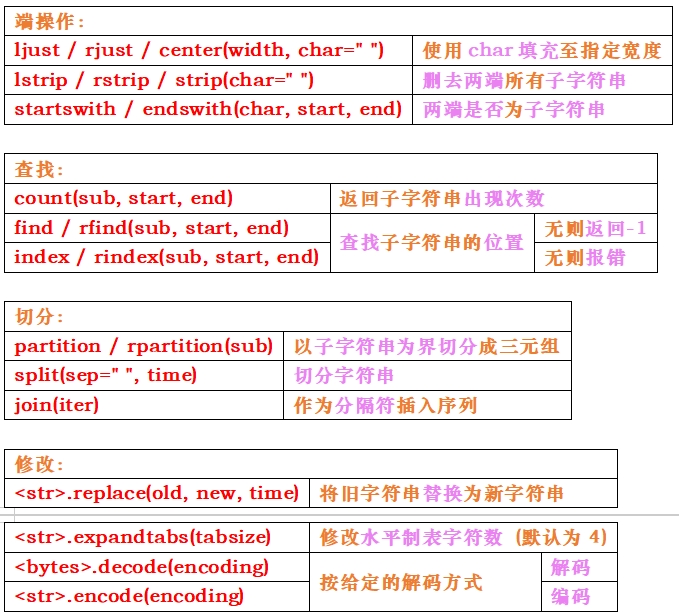 端操作:
ljust / rjust / center(width, char=" ") 使用 char 填充至指定宽度
lstrip / rstrip / strip(char=" ") 删去两端所有子字符串
startswith / endswith(char, start, end) 两端是否为子字符串
查找:
count(sub, start, end) 返回子字符串出现次数
find / rfind(sub, start, end) 查找子字符串的位置 无则返回-1
index / rindex(sub, start, end) 无则报错
切分:
partition / rpartition(sub) 以子字符串为界切分成三元组
split(sep=" ", time) 切分字符串
join(iter) 作为分隔符插入序列
修改:
<str>.replace(old, new, time) 将旧字符串替换为新字符串
<str>.expandtabs(tabsize) 修改水平制表字符数 (默认为 4)
<bytes>.decode(encoding) 按给定的解码方式 解码
<str>.encode(encoding) 编码